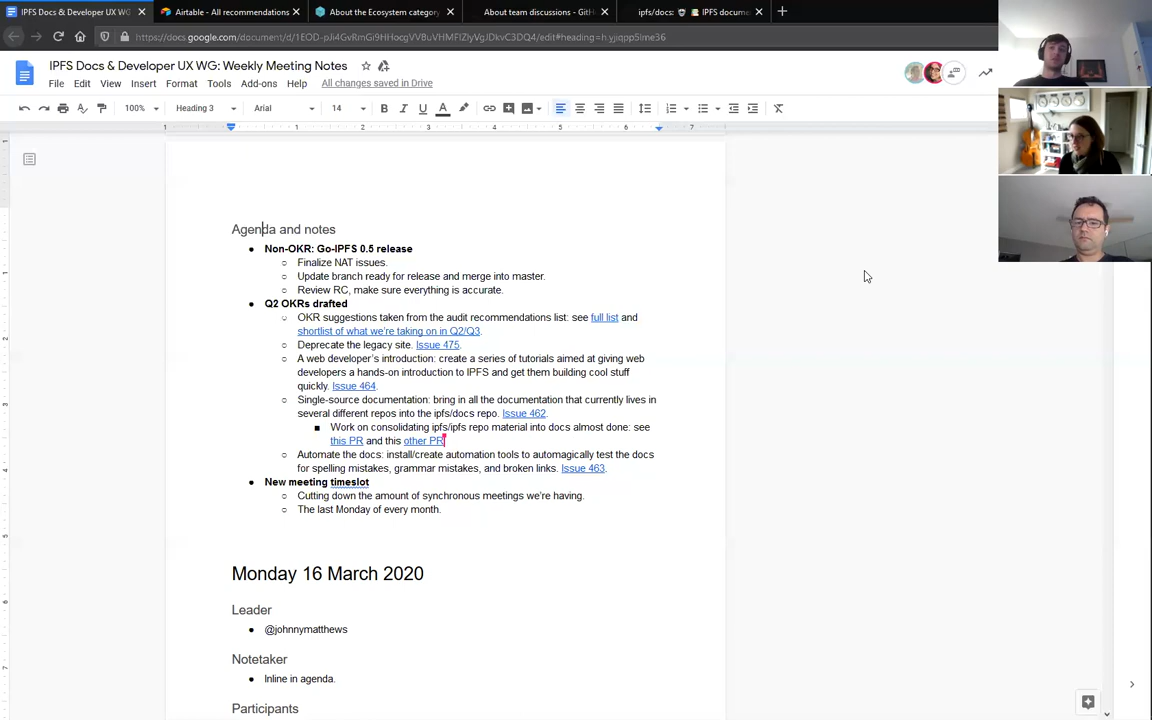 IPFS Docs & Developer UX WG
Airtable - All recommendations
About the Ecosystem category
About team discussions - GitH
ipfs/docs: IPFS docume
IPFS Docs & Developer UX WG: Weekly Meeting Notes
File Edit View Insert Format Tools Add-ons Help All changes saved in Drive
100% Heading 3 Arial 14
1 1 2 3 4 5 6 7
Agenda and notes
Non-OKR: Go-IPFS 0.5 release
Finalize NAT issues.
Update branch ready for release and merge into master.
Review RC, make sure everything is accurate.
Q2 OKRs drafted
OKR suggestions taken from the audit recommendations list: see full list and
shortlist of what we're taking on in Q2/Q3.
Deprecate the legacy site. Issue 475.
A web developer's introduction: create a series of tutorials aimed at giving web
developers a hands-on introduction to IPFS and get them building cool stuff
quickly. Issue 464.
Single-source documentation: bring in all the documentation that currently lives in
several different repos into the ipfs/docs repo. Issue 462.
Work on consolidating ipfs/ipfs repo material into docs almost done: see
this PR and this other PR
Automate the docs: install/create automation tools to automagically test the docs
for spelling mistakes, grammar mistakes, and broken links. Issue 463.
New meeting timeslot
Cutting down the amount of synchronous meetings we're having.
The last Monday of every month.
Monday 16 March 2020
Leader
@johnnymatthews
Notetaker
Inline in agenda.
Participants